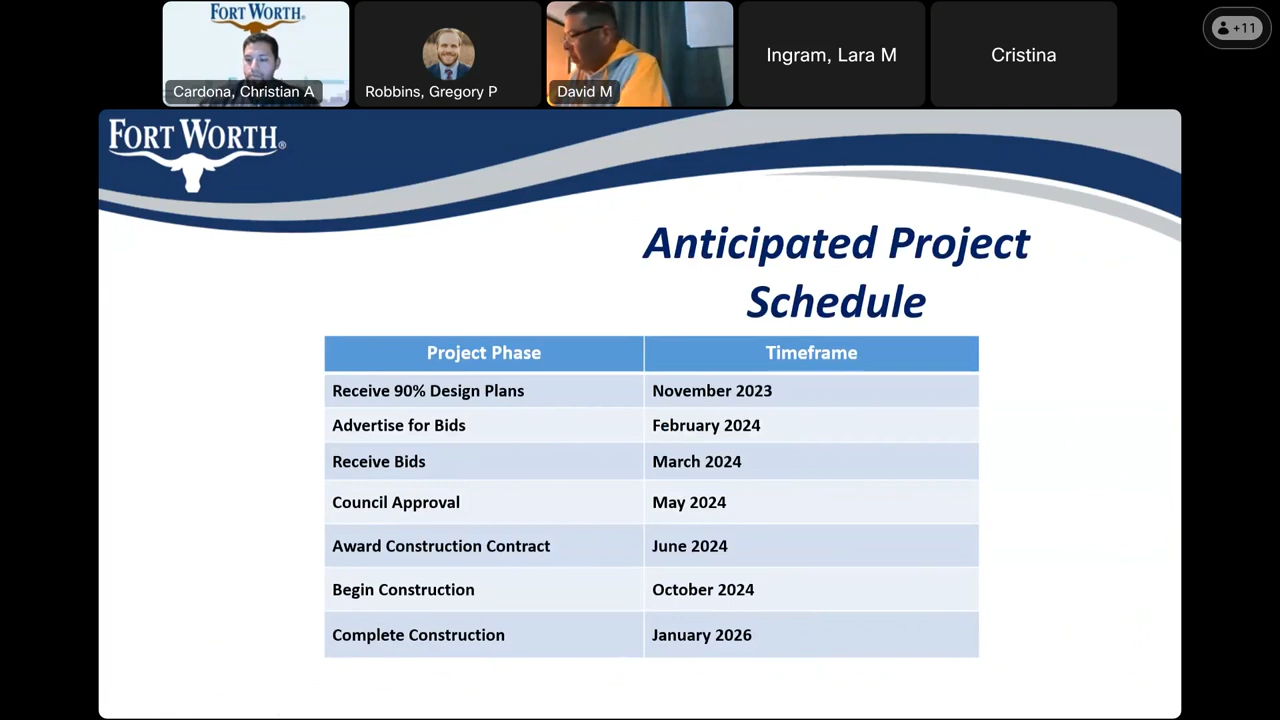 FORT WORTH
Cardona, Christian A
Robbins, Gregory P
David M
Ingram, Lara M
Cristina
+11
FORT WORTH®
Anticipated Project
Schedule
Project Phase Timeframe
Receive 90% Design Plans November 2023
Advertise for Bids February 2024
Receive Bids March 2024
Council Approval May 2024
Award Construction Contract June 2024
Begin Construction October 2024
Complete Construction January 2026